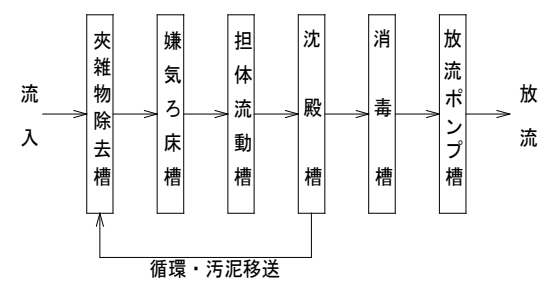 流入
夾雑物除去槽
嫌気ろ床槽
担体流動槽
沈殿槽
消毒槽
放流ポンプ槽
放流
循環・汚泥移送